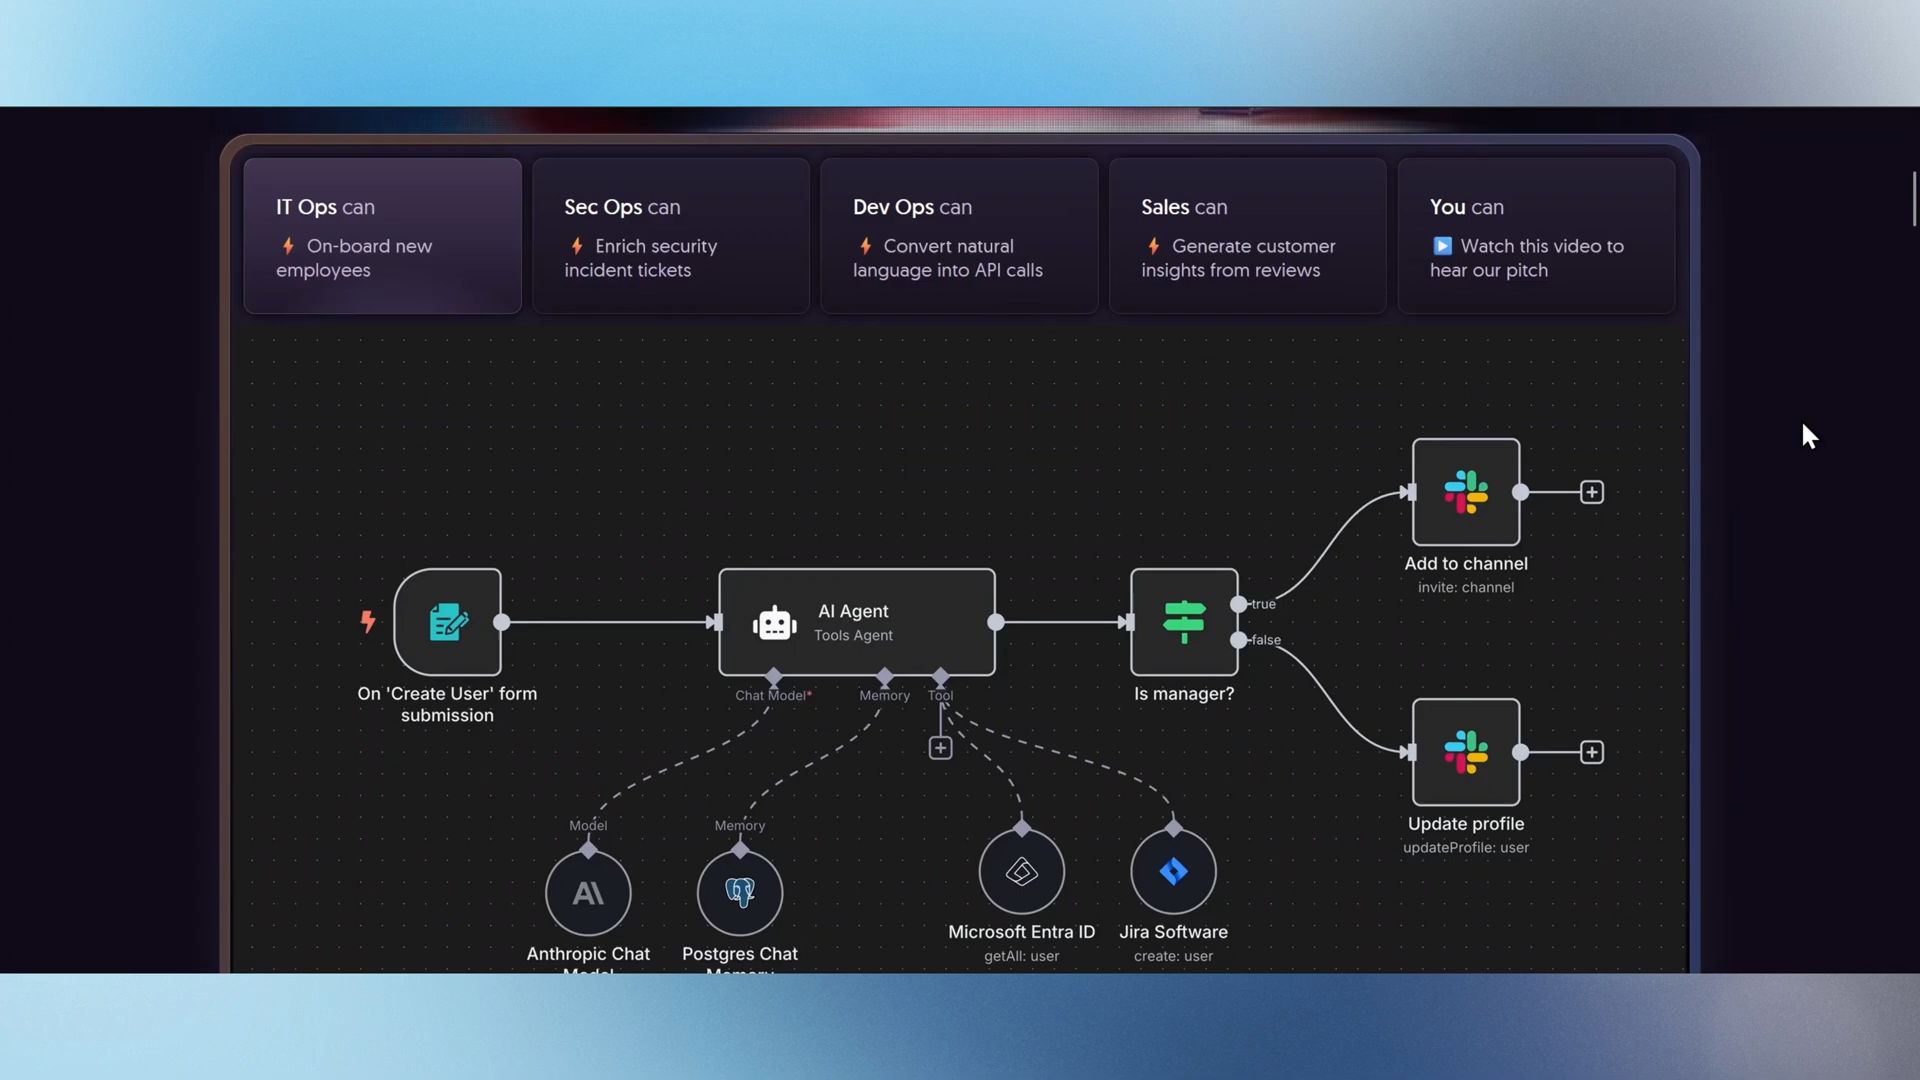 IT Ops can
On-board new
employees
Sec Ops can
Enrich security
incident tickets
Dev Ops can
Convert natural
language into API calls
Sales can
Generate customer
insights from reviews
You can
Watch this video to
hear our pitch
Add to channel
invite: channel
On 'Create User' form
submission
AI Agent
Tools Agent
Chat Model*
Memory
Tool
true
false
Is manager?
Update profile
updateProfile: user
Model
Memory
Anthropic Chat
Model
Postgres Chat
Memory
Microsoft Entra ID
getAll: user
Jira Software
create: user